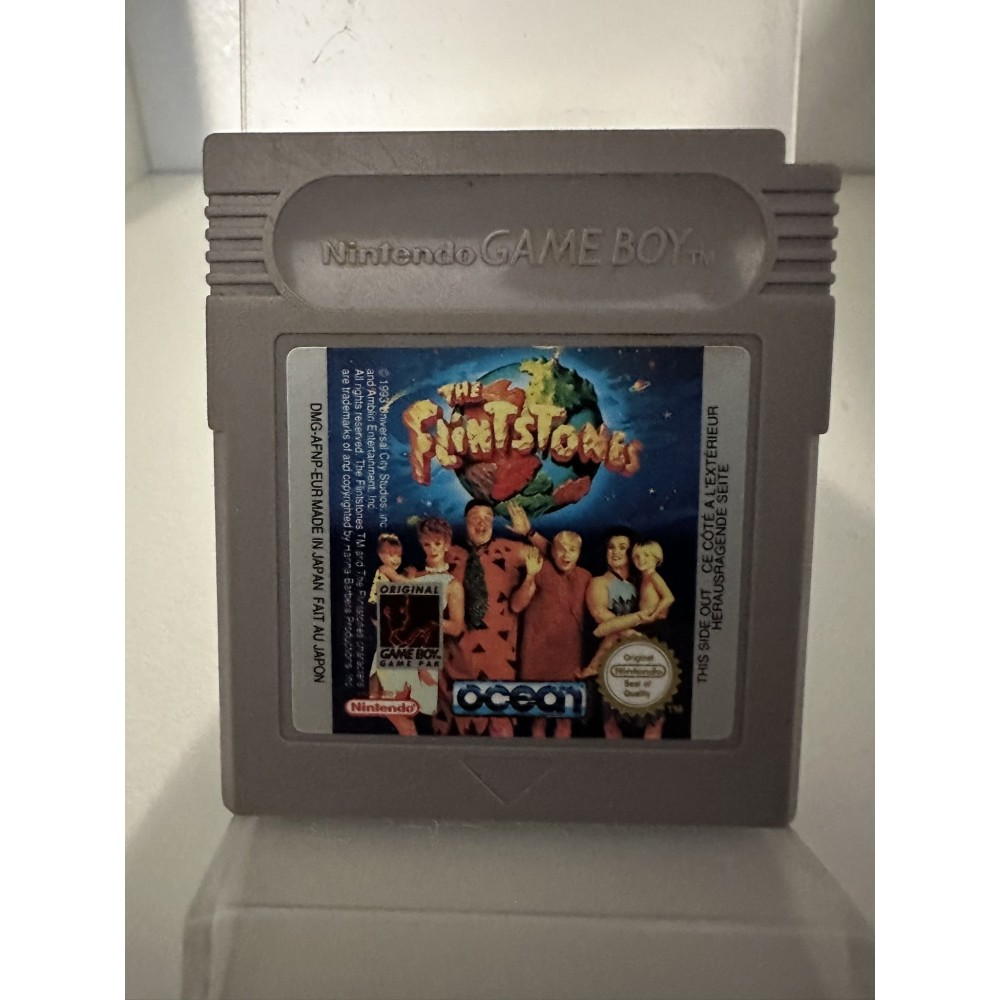 Nintendo GAME BOY TM
DMG-AFNP-EUR MADE IN JAPAN FAIT AU JAPON
© 1993 Universal City Studios, Inc.
and Amblin Entertainment, Inc.
All rights reserved. The Flintstones TM and The Flintstones characters
are trademarks of and copyrighted by Hanna-Barbera Productions, Inc.
THE
FLINTSTONES
ORIGINAL
GAME BOY
GAME PAK
Nintendo
ocean
Original
Nintendo
Seal of
Quality
TM
THIS SIDE OUT CE CÔTÉ A L'EXTÉRIEUR
HERAUSRAGENDE SEITE